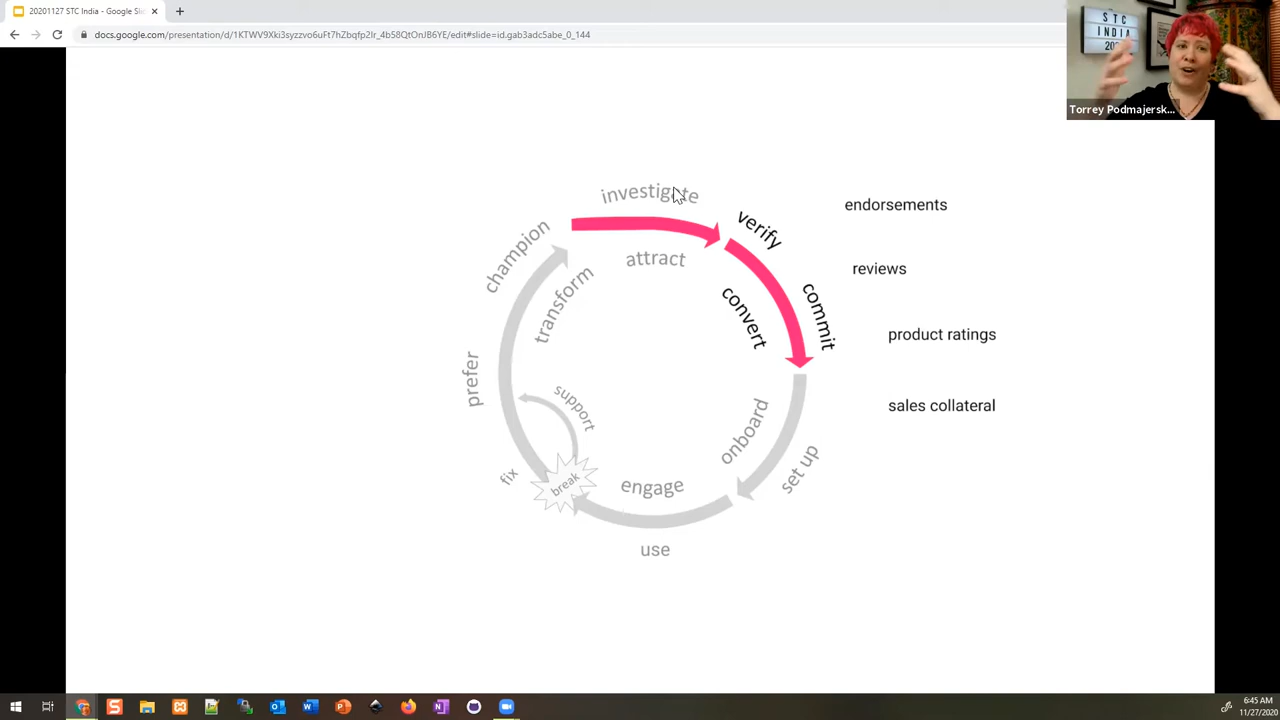 20201127 STC India - Google Sli
docs.google.com/presentation/d/1KTWV9Xki3syzzvo6uFt7hZbqfp2Ir_4b58QtOnJB6YE/edit#slide=id.gab3adc5abe_0_144
STC
INDIA
Torrey Podmajersk...
investigate
verify
commit
set up
use
fix
prefer
champion
attract
convert
onboard
engage
break
support
transform
endorsements
reviews
product ratings
sales collateral
6:45 AM
11/27/2020